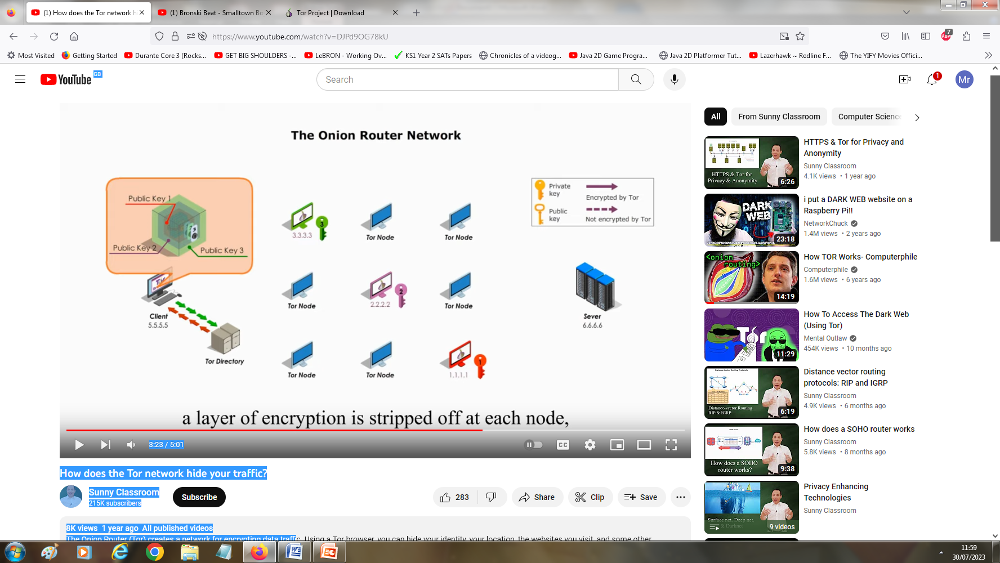 (1) How does the Tor network h
(1) Bronski Beat - Smalltown Bo
Tor Project | Download
https://www.youtube.com/watch?v=DJPd9OG78kU
7
ABP
Most Visited
Getting Started
Durante Core 3 (Rocks...
GET BIG SHOULDERS -...
LeBRON - Working Ov...
KS1 Year 2 SATs Papers
Chronicles of a videog...
Java 2D Game Progra...
Java 2D Platformer Tut...
Lazerhawk ~ Redline F...
The YIFY Movies Offici...
YouTube GB
Search
1
Mr
The Onion Router Network
Public Key 1
Public Key 2
Public Key 3
3
3.3.3.3
Tor Node
Tor Node
Private key
Encrypted by Tor
Public key
Not encrypted by Tor
Client
5.5.5.5
Tor Node
2
2.2.2.2
Tor Node
Sever
6.6.6.6
Tor Directory
Tor Node
Tor Node
1
1.1.1.1
a layer of encryption is stripped off at each node,
3:23 / 5:01
CC
How does the Tor network hide your traffic?
Sunny Classroom
215K subscribers
Subscribe
283
Share
Clip
Save
8K views 1 year ago All published videos
The Onion Router (Tor) creates a network for encrypting data traffic. Using a Tor browser, you can hide your identity, your location, the websites you visit, and some other
All
From Sunny Classroom
Computer Science
HTTPS & Tor for
Privacy & Anonymity
6:26
HTTPS & Tor for Privacy and
Anonymity
Sunny Classroom
4.1K views • 1 year ago
DARK
WEB
23:18
i put a DARK WEB website on a
Raspberry Pi!!
NetworkChuck
1.4M views • 2 years ago
<onion
routing>
14:19
How TOR Works- Computerphile
Computerphile
1.6M views • 6 years ago
Tor
11:29
How To Access The Dark Web
(Using Tor)
Mental Outlaw
454K views • 10 months ago
Distance Vector Routing Protocols
Distance-vector Routing
RIP & IGRP
6:19
Distance vector routing
protocols: RIP and IGRP
Sunny Classroom
4.9K views • 6 months ago
How does a SOHO
router works?
9:38
How does a SOHO router works
Sunny Classroom
5.8K views • 8 months ago
Surface net, Deep net,
& Darknet
9 videos
Privacy Enhancing
Technologies
Sunny Classroom
11:59
30/07/2023